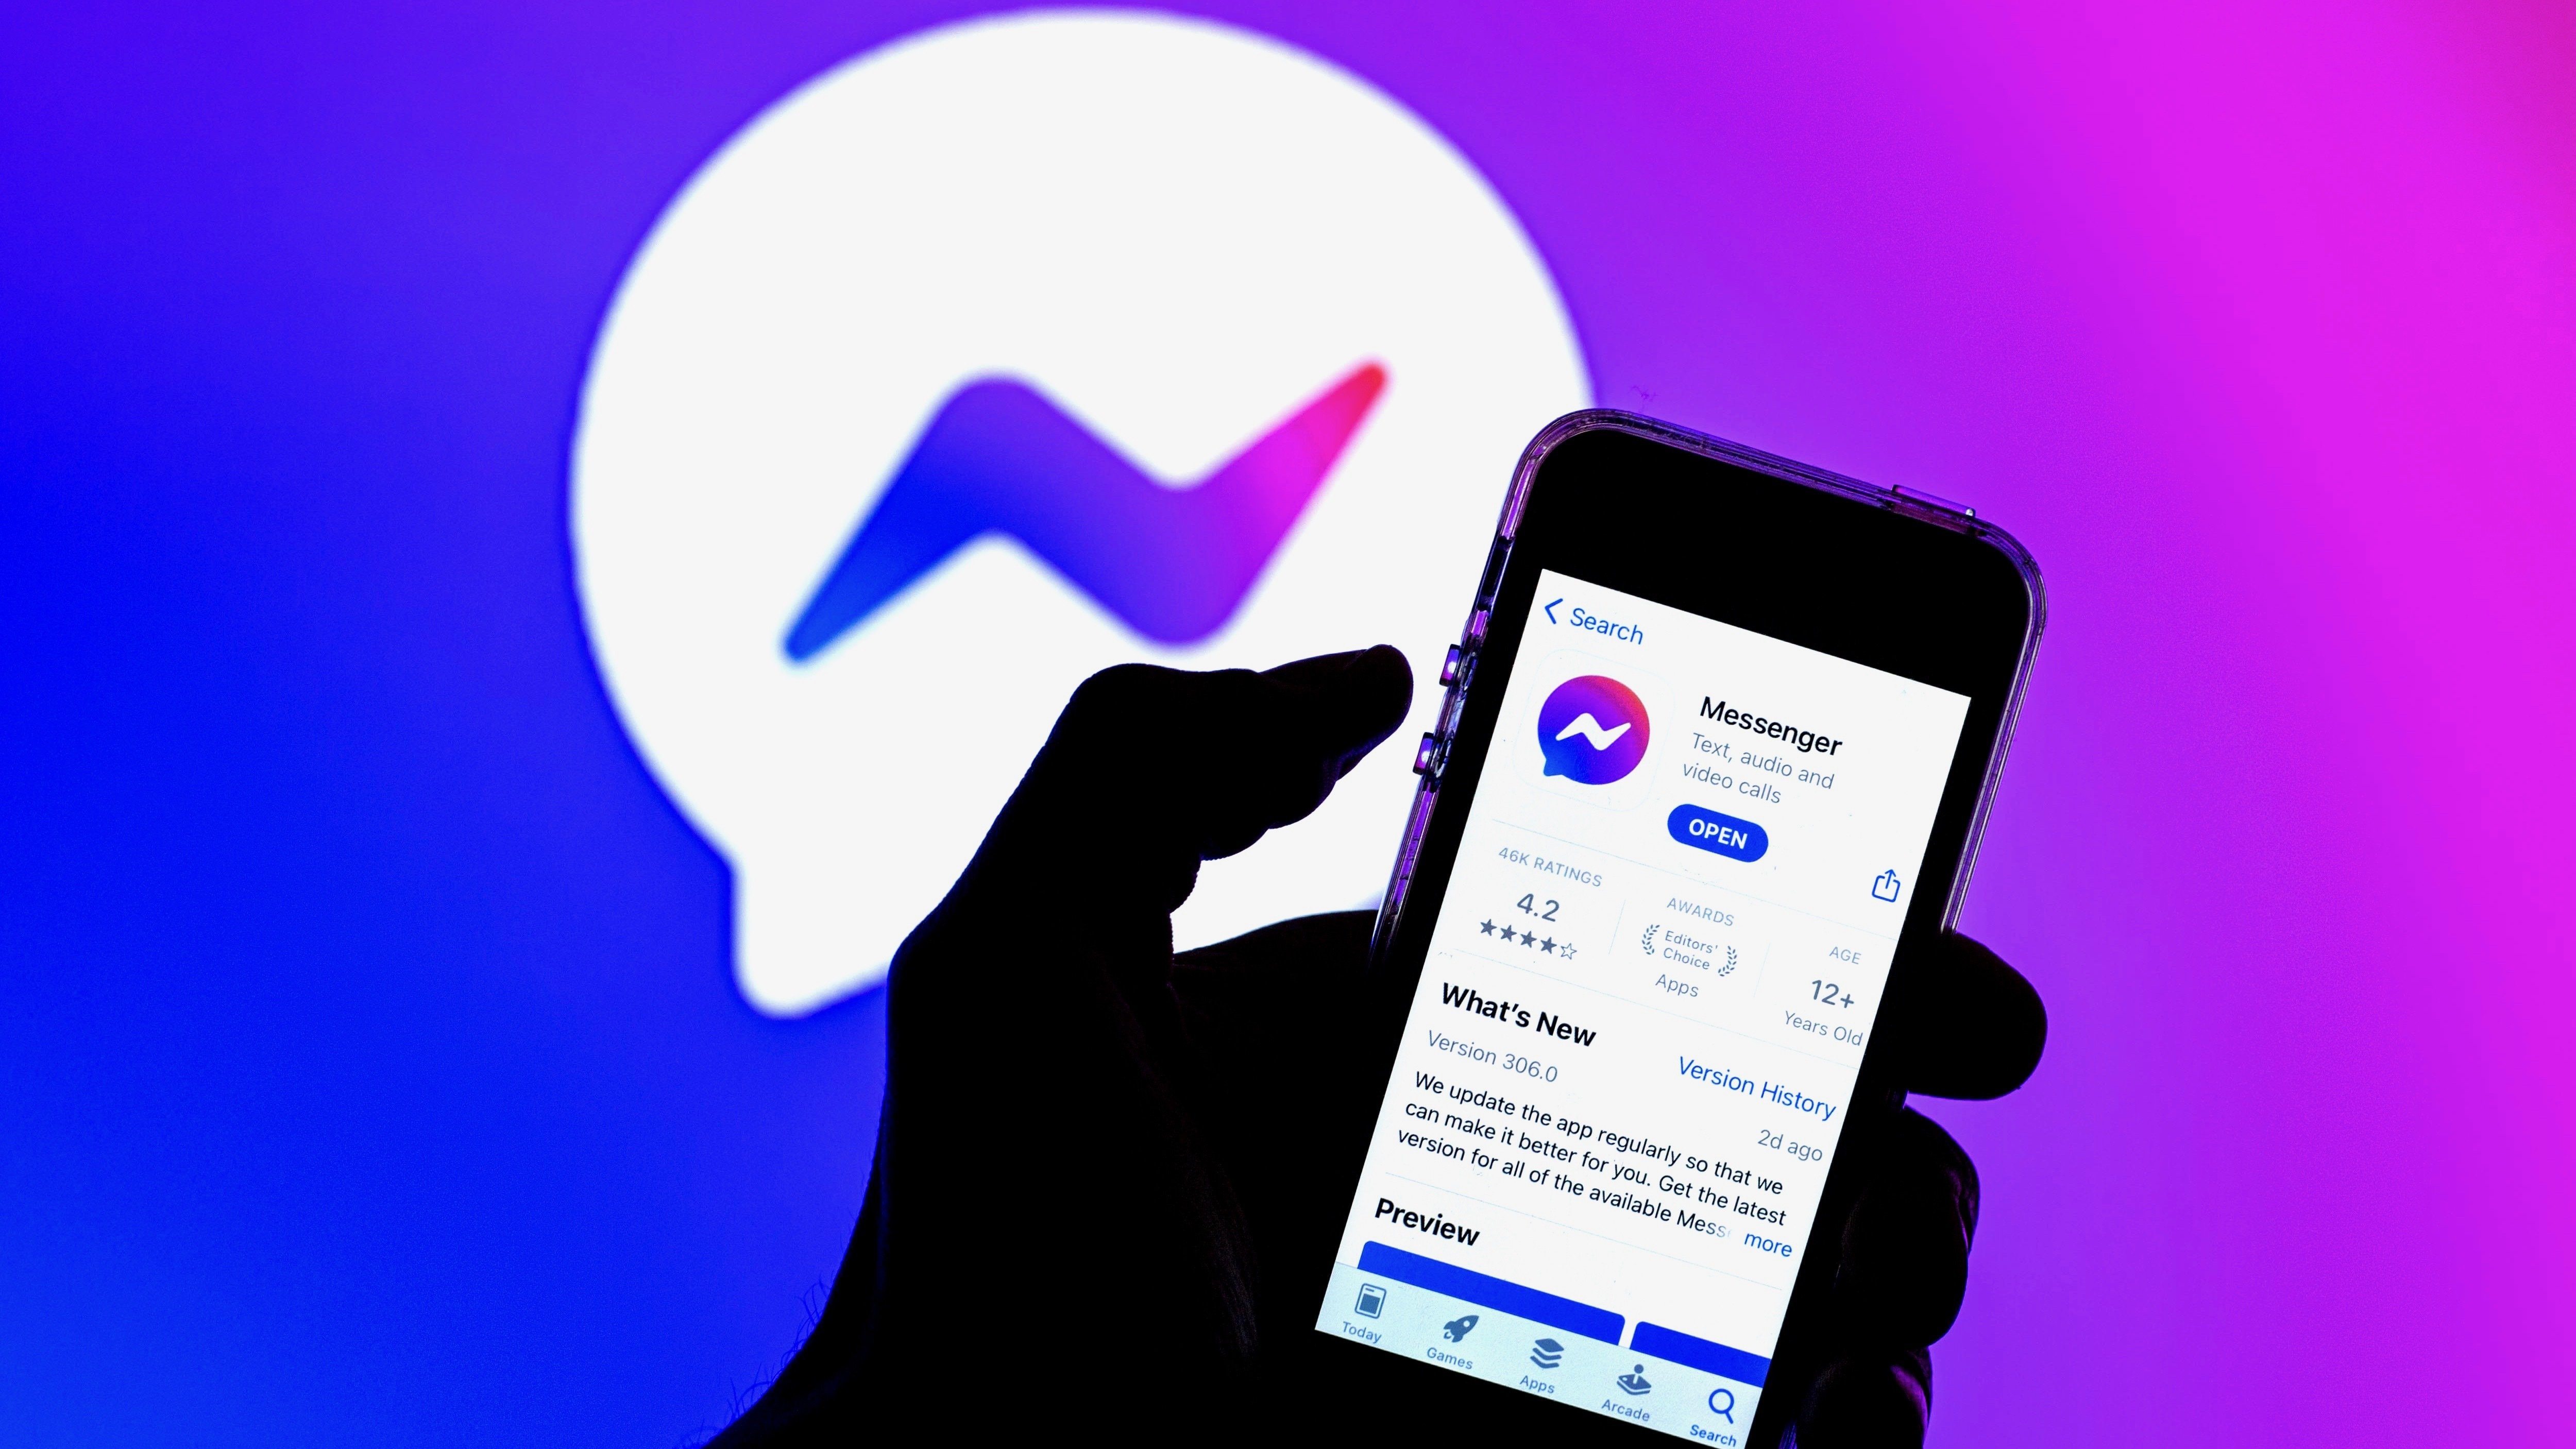 Search
Messenger
Text, audio and
video calls
OPEN
46K RATINGS
4.2
AWARDS
Editors'
Choice
Apps
AGE
12+
Years Old
What's New
Version History
Version 306.0
2d ago
We update the app regularly so that we
can make it better for you. Get the latest
version for all of the available Mess
more
Preview
Today
Games
Apps
Arcade
Search